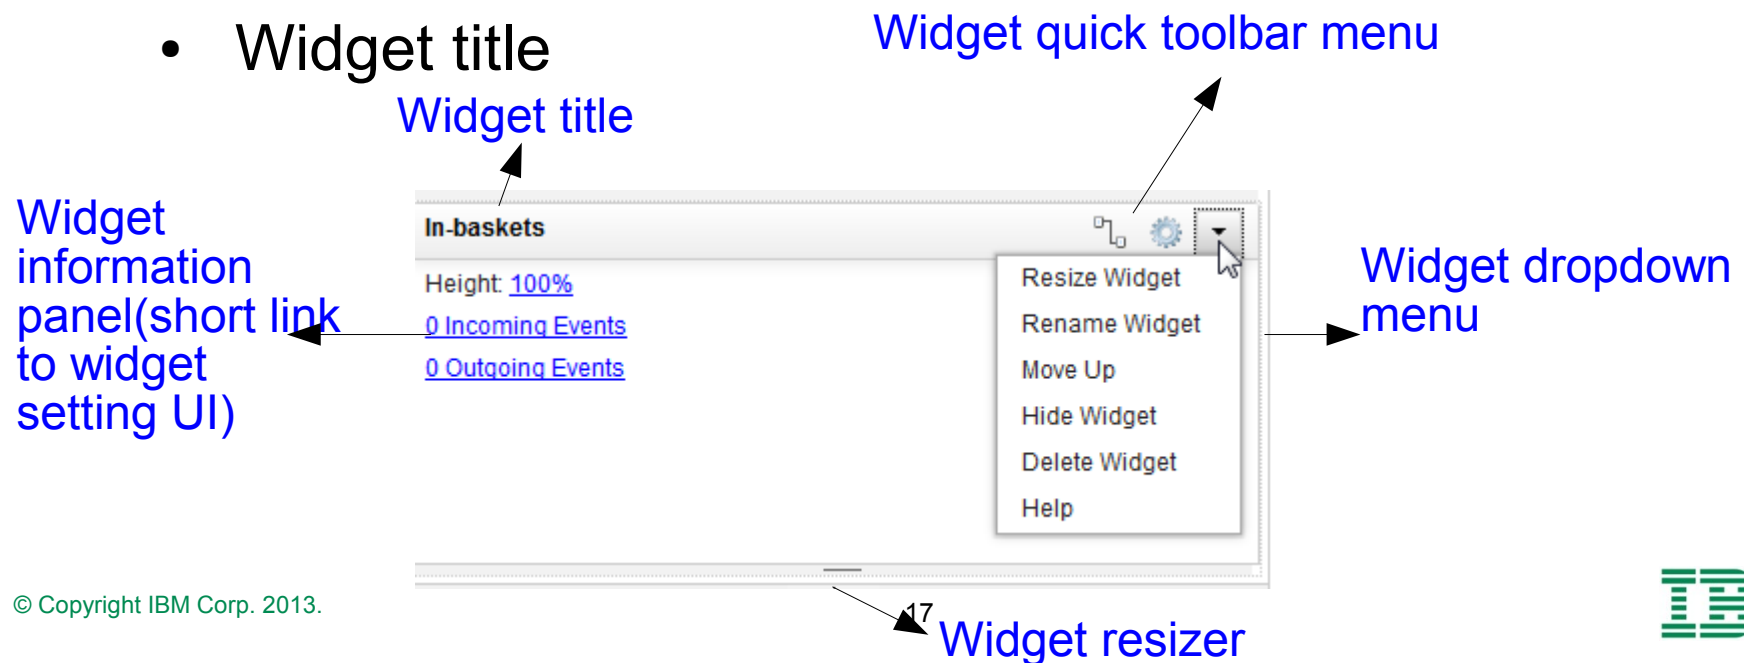 • Widget title
Widget quick toolbar menu
Widget title
Widget
information
panel(short link
to widget
setting UI)
In-baskets
Height: 100%
0 Incoming Events
0 Outgoing Events
Resize Widget
Rename Widget
Move Up
Hide Widget
Delete Widget
Help
Widget dropdown
menu
© Copyright IBM Corp. 2013.
17
Widget resizer